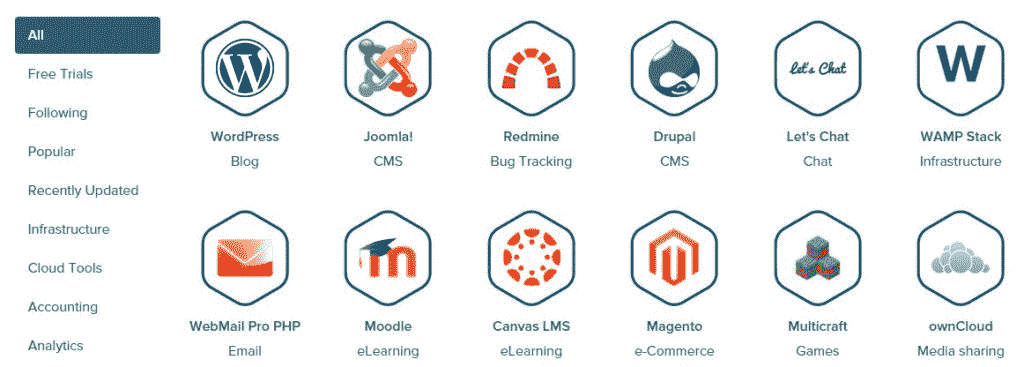 All
Free Trials
Following
Popular
Recently Updated
Infrastructure
Cloud Tools
Accounting
Analytics
W
Let's Chat
W
WordPress
Joomla!
Redmine
Drupal
Let's Chat
WAMP Stack
Blog
CMS
Bug Tracking
CMS
Chat
Infrastructure
m
WebMail Pro PHP
Moodle
Canvas LMS
Magento
Multicraft
ownCloud
Email
eLearning
eLearning
e-Commerce
Games
Media sharing